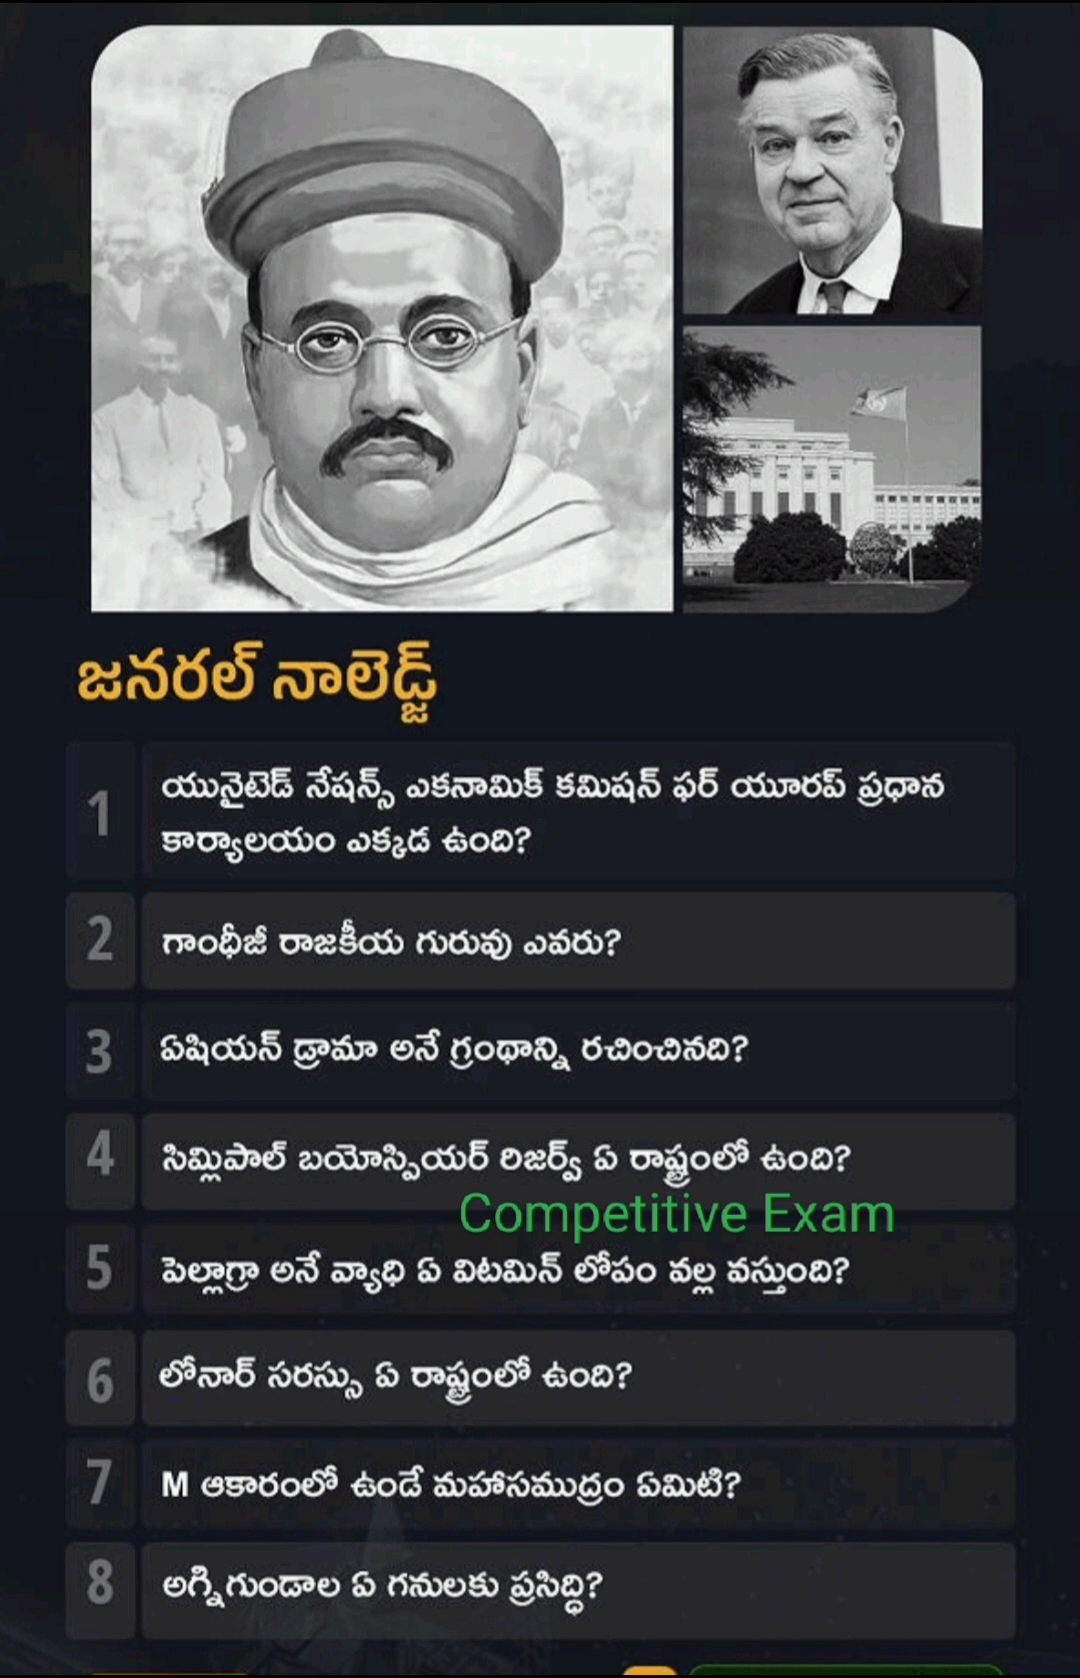 జనరల్ నాలెడ్జ్
1
యునైటెడ్ నేషన్స్ ఎకనామిక్ కమిషన్ ఫర్ యూరప్ ప్రధాన
కార్యాలయం ఎక్కడ ఉంది?
2
గాంధీజీ రాజకీయ గురువు ఎవరు?
3
ఏషియన్ డ్రామా అనే గ్రంథాన్ని రచించినది?
4
సిమ్లిపాల్ బయోస్పియర్ రిజర్వ్ ఏ రాష్ట్రంలో ఉంది?
Competitive Exam
5
పెల్లాగ్రా అనే వ్యాధి ఏ విటమిన్ లోపం వల్ల వస్తుంది?
6
లోనార్ సరస్సు ఏ రాష్ట్రంలో ఉంది?
7
M ఆకారంలో ఉండే మహాసముద్రం ఏమిటి?
8
అగ్నిగుండాల ఏ గనులకు ప్రసిద్ధి?